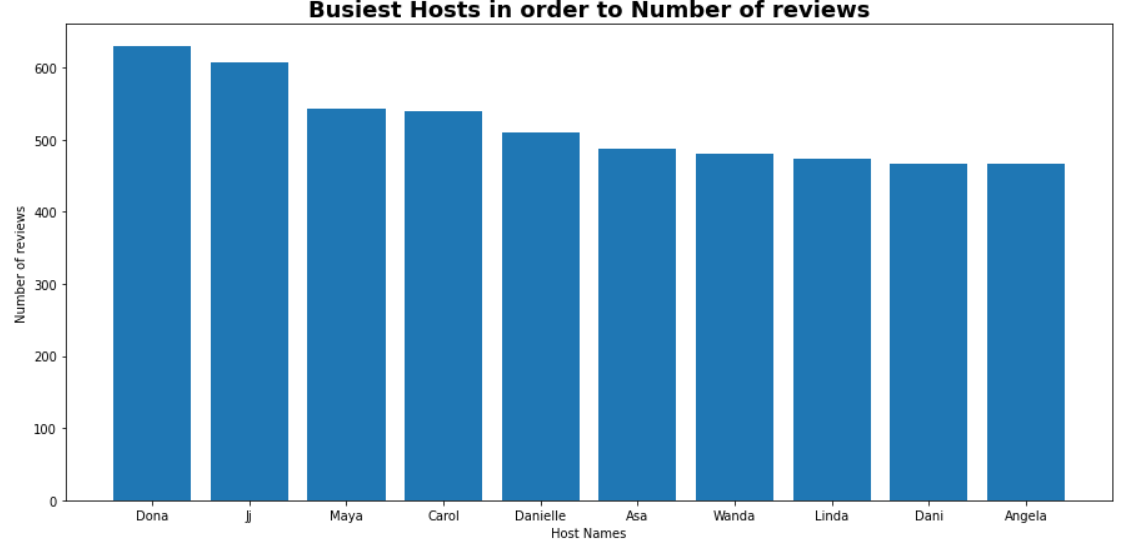 Busiest Hosts in order to Number of reviews
600
500
400
300
200
100
0
Number of reviews
Dona Jj Maya Carol Danielle Asa Wanda Linda Dani Angela
Host Names